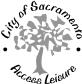 City of Sacramento
Access Leisure